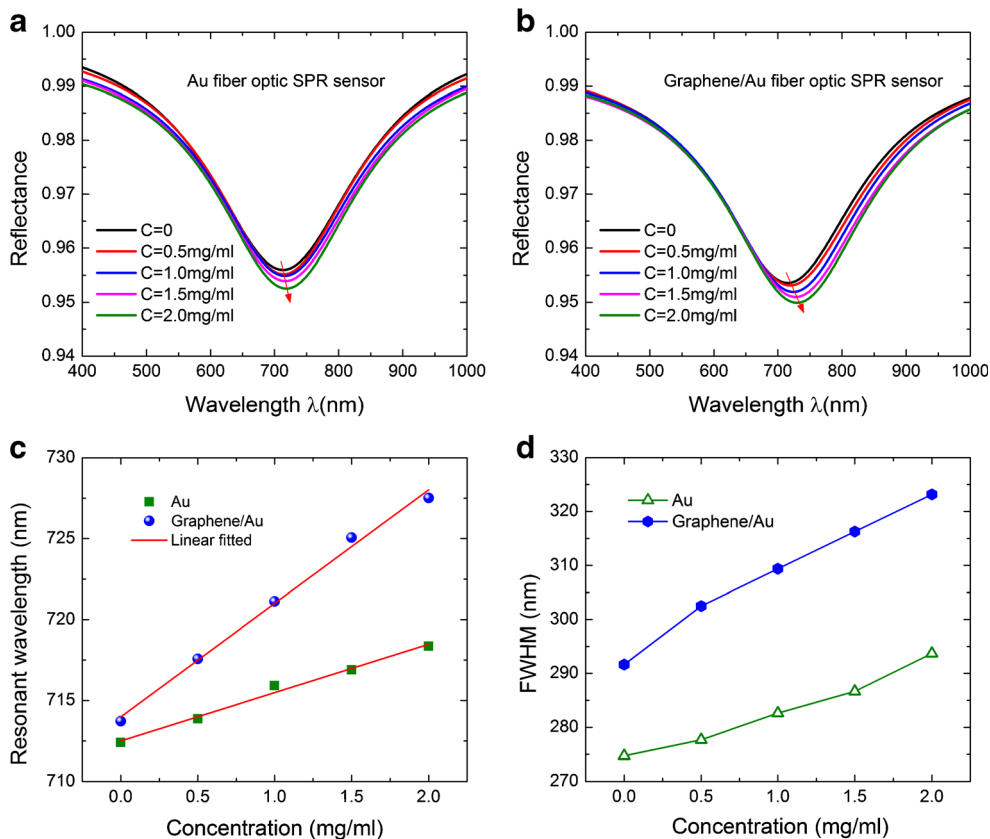 a
1.00
0.99
0.98
0.97
0.96
0.95
0.94
Reflectance
Au fiber optic SPR sensor
C=0
C=0.5mg/ml
C=1.0mg/ml
C=1.5mg/ml
C=2.0mg/ml
400 500 600 700 800 900 1000
Wavelength λ(nm)
b
1.00
0.99
0.98
0.97
0.96
0.95
0.94
Reflectance
Graphene/Au fiber optic SPR sensor
C=0
C=0.5mg/ml
C=1.0mg/ml
C=1.5mg/ml
C=2.0mg/ml
400 500 600 700 800 900 1000
Wavelength λ(nm)
c
730
725
720
715
710
Resonant wavelength (nm)
Au
Graphene/Au
Linear fitted
0.0 0.5 1.0 1.5 2.0
Concentration (mg/ml)
d
330
320
310
300
290
280
270
FWHM (nm)
Au
Graphene/Au
0.0 0.5 1.0 1.5 2.0
Concentration (mg/ml)